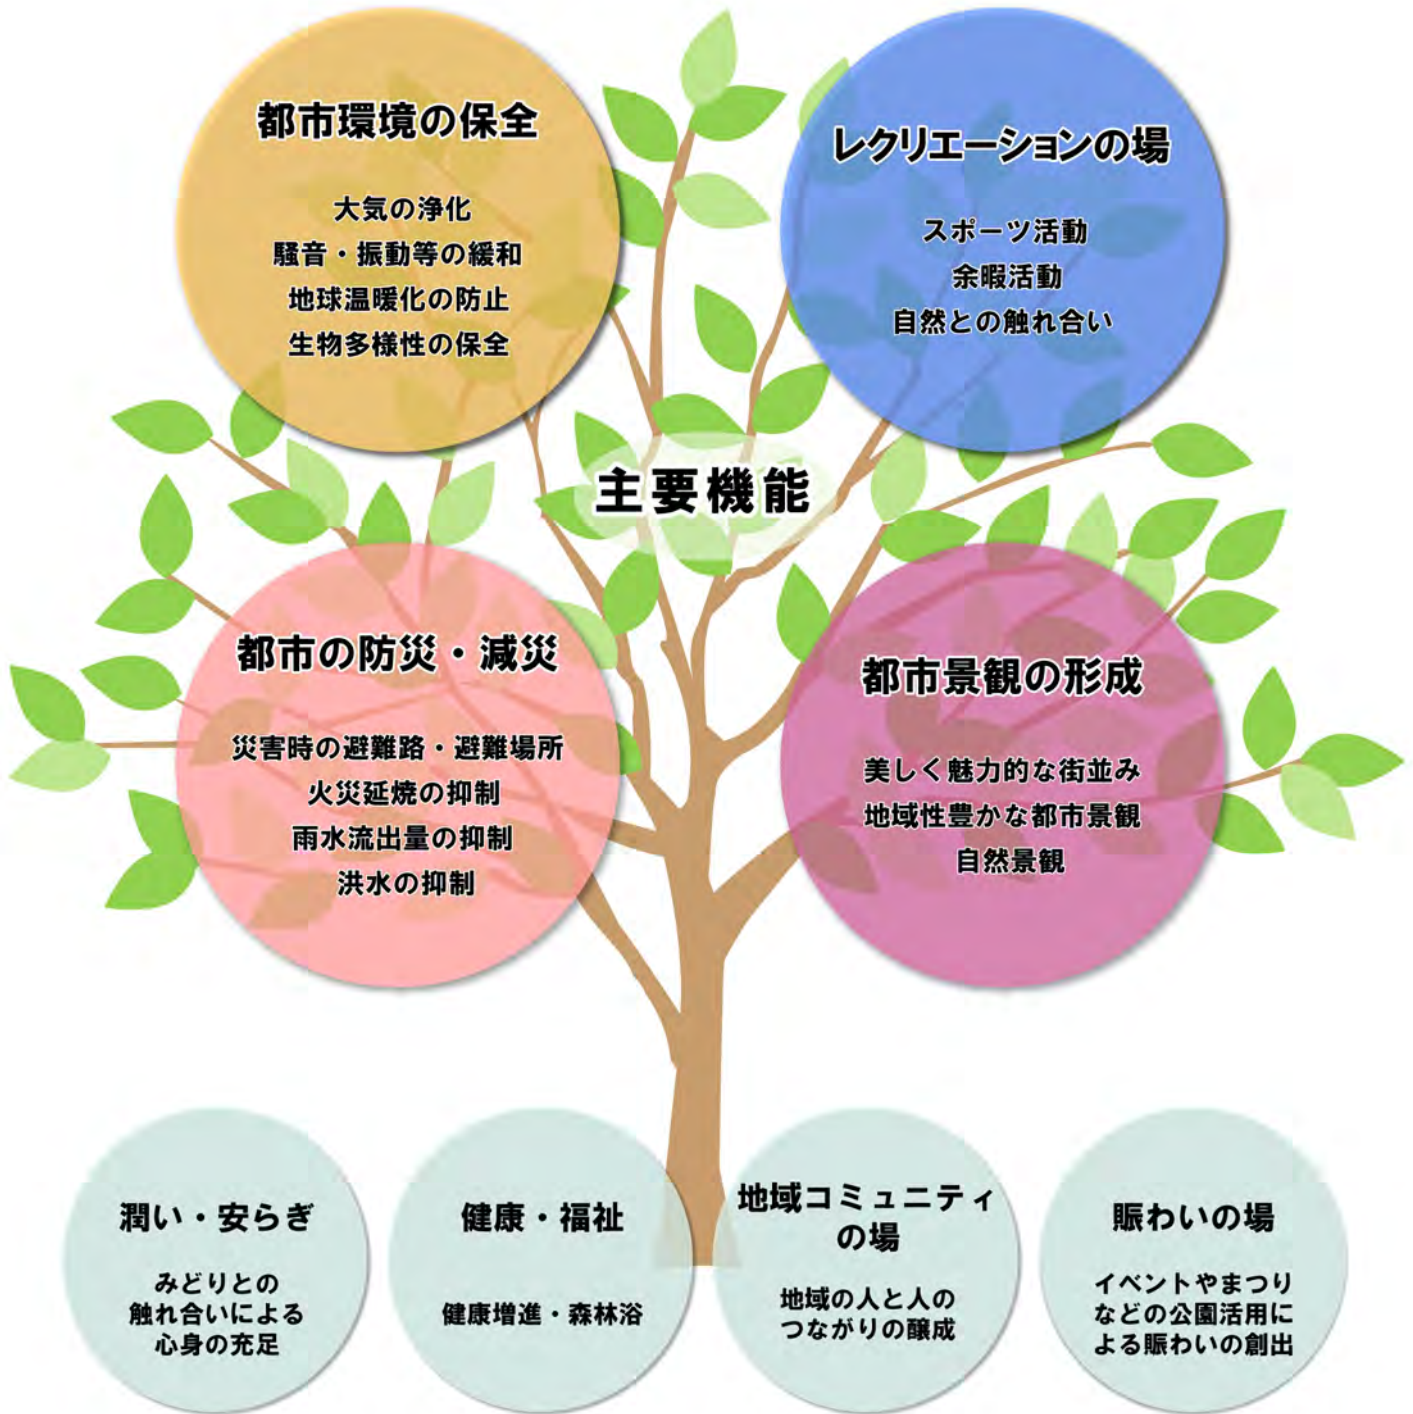 都市環境の保全
大気の浄化
騒音・振動等の緩和
地球温暖化の防止
生物多様性の保全
レクリエーションの場
スポーツ活動
余暇活動
自然との触れ合い
主要機能
都市の防災・減災
災害時の避難路・避難場所
火災延焼の抑制
雨水流出量の抑制
洪水の抑制
都市景観の形成
美しく魅力的な街並み
地域性豊かな都市景観
自然景観
潤い・安らぎ
みどりとの
触れ合いによる
心身の充足
健康・福祉
健康増進・森林浴
地域コミュニティ
の場
地域の人と人の
つながりの醸成
賑わいの場
イベントやまつり
などの公園活用に
よる賑わいの創出